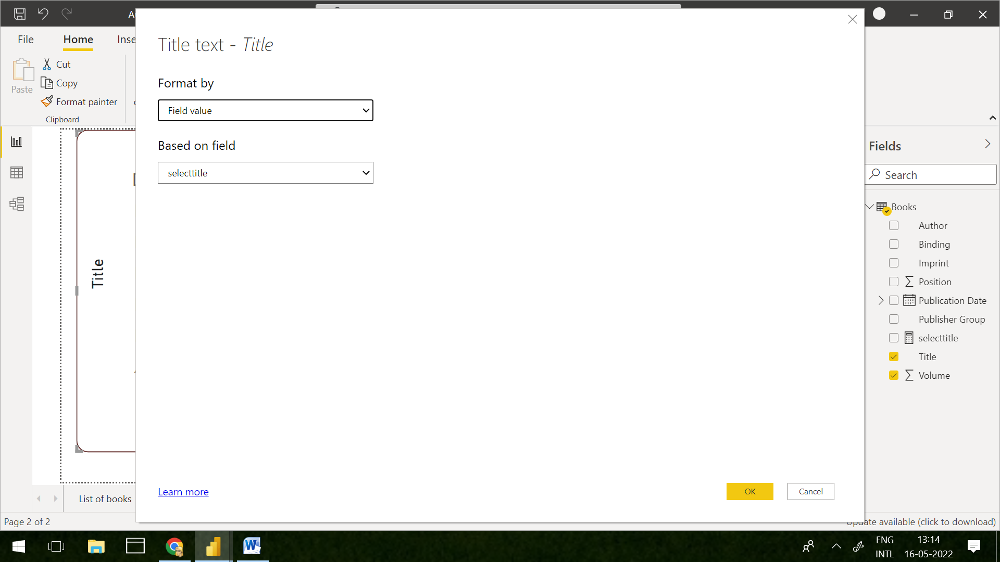 File
Home
Inse
Paste
Cut
Copy
Format painter
Clipboard
Title text - Title
Format by
Field value
Based on field
selecttitle
Learn more
OK
Cancel
Title
Fields
Search
Books
Author
Binding
Imprint
Position
Publication Date
Publisher Group
selecttitle
Title
Volume
List of books
Page 2 of 2
Update available (click to download)
ENG
INTL
13:14
16-05-2022